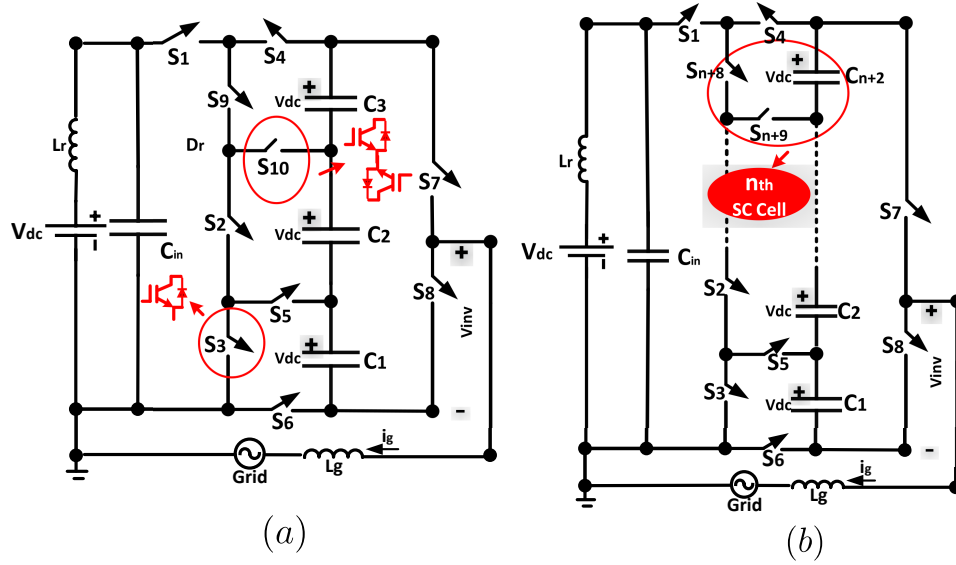 S1
S4
S9
+
Vdc
C3
Lr
Dr
S10
S7
Vdc
+
Cin
S2
+
Vdc
C2
+
S8
Vinv
S5
S3
+
Vdc
C1
S6
-
ig
Grid
Lg
(a)
S1
S4
Sn+8
+
Vdc
Cn+2
Sn+9
Lr
nth
SC Cell
S7
Vdc
+
Cin
S2
+
Vdc
C2
+
S8
Vinv
S5
S3
+
Vdc
C1
S6
-
ig
Grid
Lg
(b)